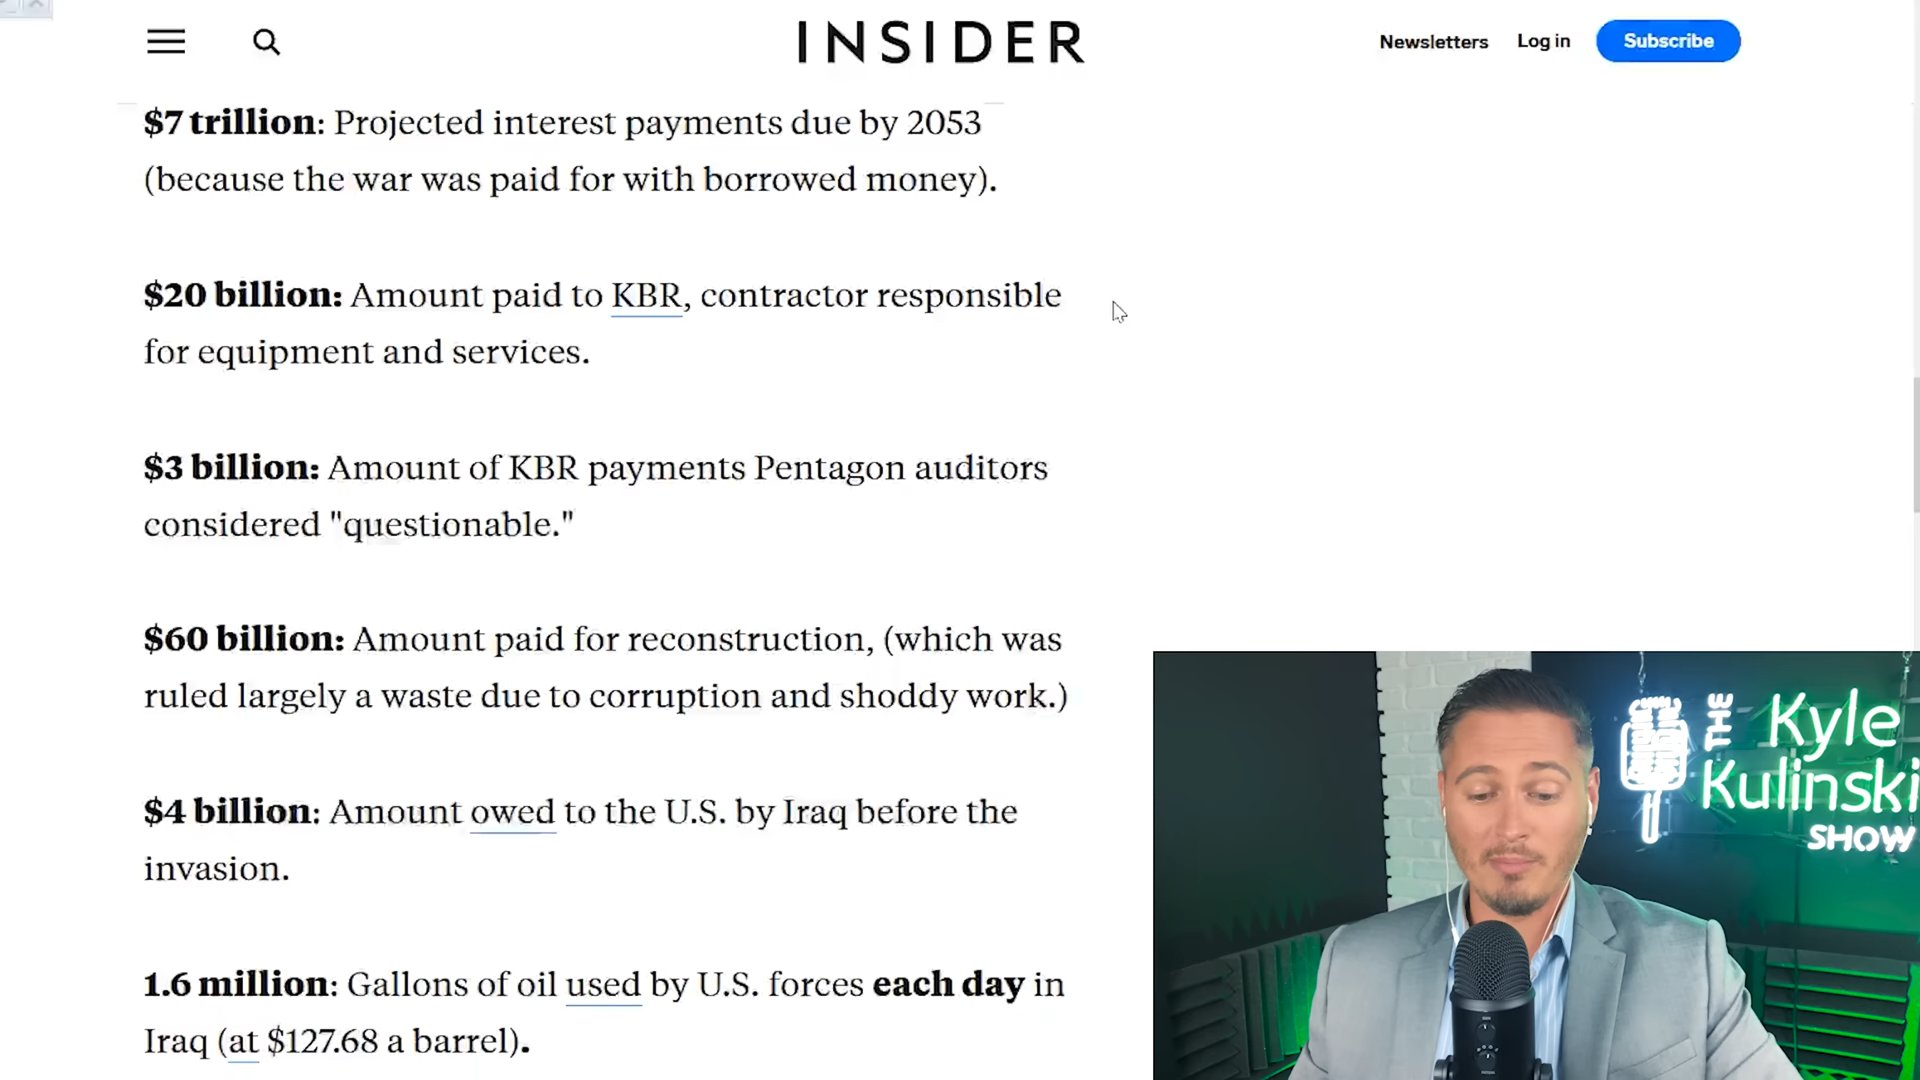 INSIDER
Newsletters
Log in
Subscribe
$7 trillion: Projected interest payments due by 2053
(because the war was paid for with borrowed money).
$20 billion: Amount paid to KBR, contractor responsible
for equipment and services.
$3 billion: Amount of KBR payments Pentagon auditors
considered "questionable."
$60 billion: Amount paid for reconstruction, (which was
ruled largely a waste due to corruption and shoddy work.)
$4 billion: Amount owed to the U.S. by Iraq before the
invasion.
1.6 million: Gallons of oil used by U.S. forces each day in
Iraq (at $127.68 a barrel).
THE
Kyle
Kulinski
SHOW